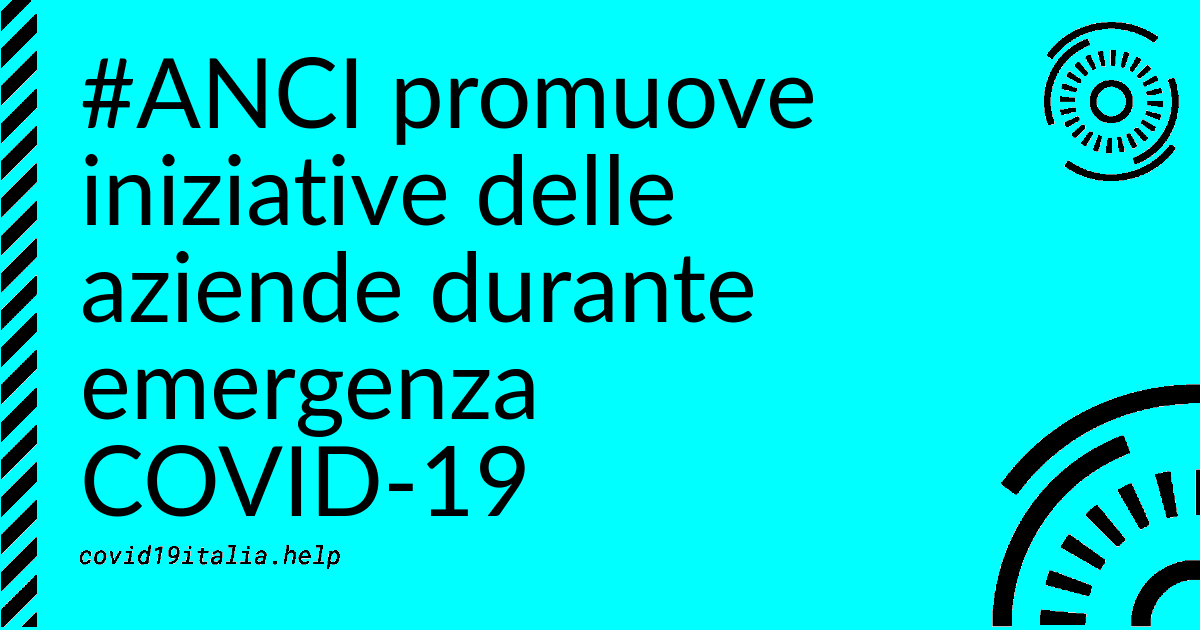 #ANCI promuove
iniziative delle
aziende durante
emergenza
COVID-19
covid19italia.help